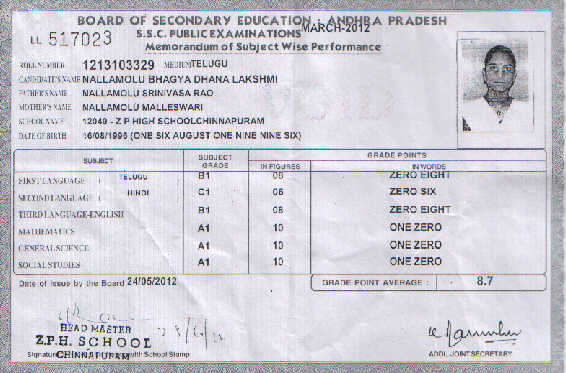 BOARD OF SECONDARY EDUCATION : ANDHRA PRADESH
LL 517023
S.S.C. PUBLIC EXAMINATIONS MARCH-2012
Memorandum of Subject Wise Performance
ROLL NUMBER 1213103329 MEDIUM TELUGU
CANDIDATE'S NAME NALLAMOLU BHAGYA DHANA LAKSHMI
FATHER'S NAME NALLAMOLU SRINIVASA RAO
MOTHER'S NAME NALLAMOLU MALLESWARI
SCHOOL NAME 12040 - Z P HIGH SCHOOLCHINNAPURAM
DATE OF BIRTH 16/08/1996 (ONE SIX AUGUST ONE NINE NINE SIX)
SUBJECT SUBJECT GRADE GRADE POINTS
IN FIGURES IN WORDS
FIRST LANGUAGE : TELUGU B1 08 ZERO EIGHT
SECOND LANGUAGE : HINDI C1 06 ZERO SIX
THIRD LANGUAGE-ENGLISH B1 08 ZERO EIGHT
MATHEMATICS A1 10 ONE ZERO
GENERAL SCIENCE A1 10 ONE ZERO
SOCIAL STUDIES A1 10 ONE ZERO
Date of Issue by the Board 24/05/2012 GRADE POINT AVERAGE : 8.7
HEAD MASTER
Z.P.H. SCHOOL
CHINNAPURAM
Signature with School Stamp
ADDL. JOINT SECRETARY